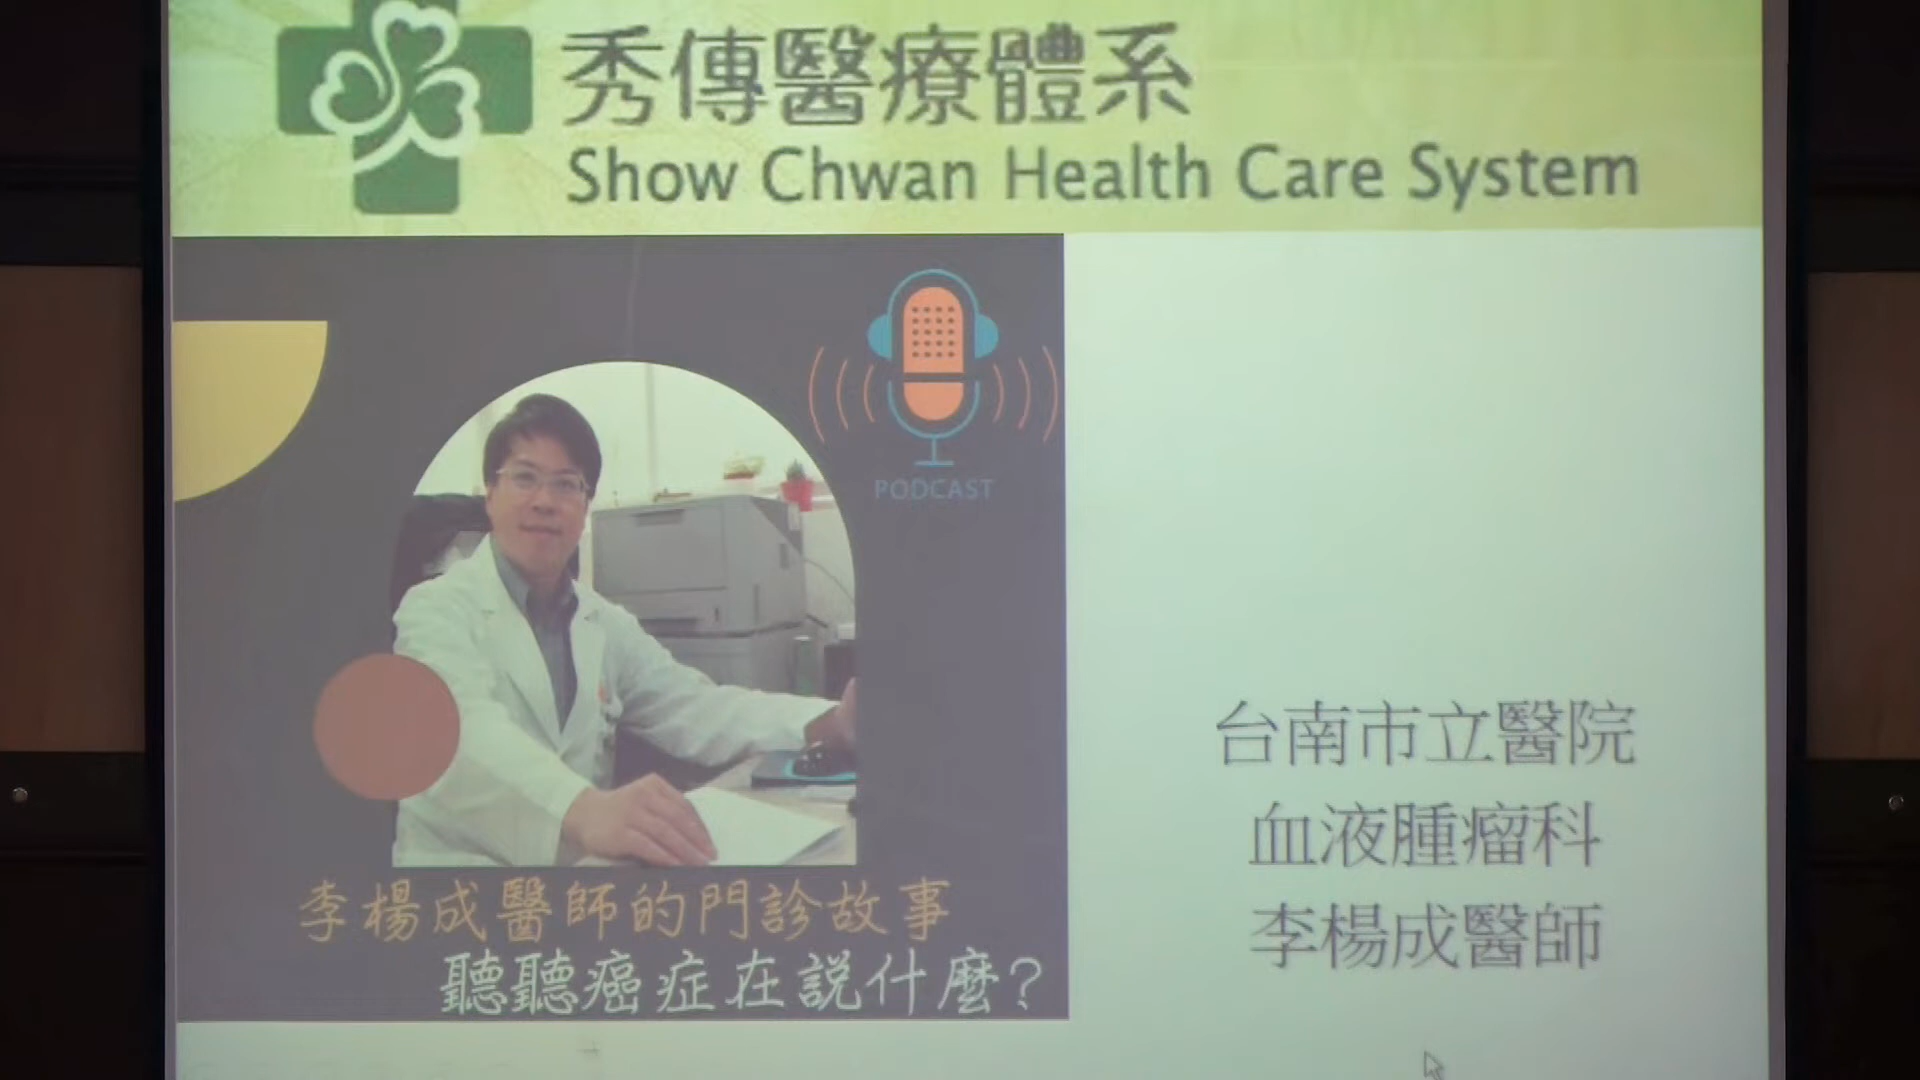 秀傳醫療體系
Show Chwan Health Care System
PODCAST
李楊成醫師的門診故事
聽聽癌症在說什麼?
台南市立醫院
血液腫瘤科
李楊成醫師